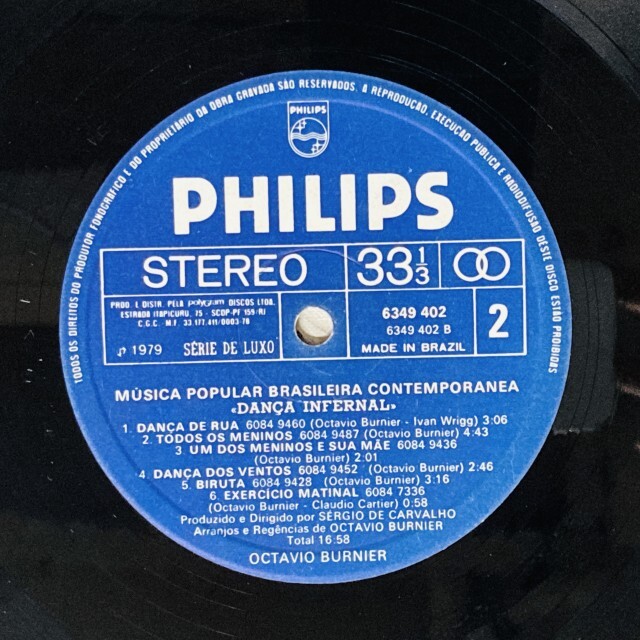 TODOS OS DIREITOS DO PRODUTOR FONOGRÁFICO E DO PROPRIETÁRIO DA OBRA GRAVADA SÃO RESERVADOS. A REPRODUÇÃO, EXECUÇÃO PÚBLICA E RADIODIFUSÃO DESTE DISCO ESTÃO PROIBIDAS
PHILIPS
PHILIPS
STEREO
33 1/3
PROD. E DISTR. PELA polygram DISCOS LTDA.
ESTRADA ITAPICURU, 75 - SCDP-PF 159/RJ
C.G.C. - M.F. 33.177.411/0003-78
℗ 1979 SÉRIE DE LUXO
6349 402
6349 402 B
MADE IN BRAZIL
2
MÚSICA POPULAR BRASILEIRA CONTEMPORANEA
«DANÇA INFERNAL»
1. DANÇA DE RUA 6084 9460 (Octavio Burnier - Ivan Wrigg) 3:06
2. TODOS OS MENINOS 6084 9487 (Octavio Burnier) 4:43
3. UM DOS MENINOS E SUA MÃE 6084 9436
(Octavio Burnier) 2:01
4. DANÇA DOS VENTOS 6084 9452 (Octavio Burnier) 2:46
5. BIRUTA 6084 9428 (Octavio Burnier) 3:16
6. EXERCÍCIO MATINAL 6084 7336
(Octavio Burnier - Claudio Cartier) 0:58
Produzido e Dirigido por SÉRGIO DE CARVALHO
Arranjos e Regências de OCTAVIO BURNIER
Total 16:58
OCTAVIO BURNIER